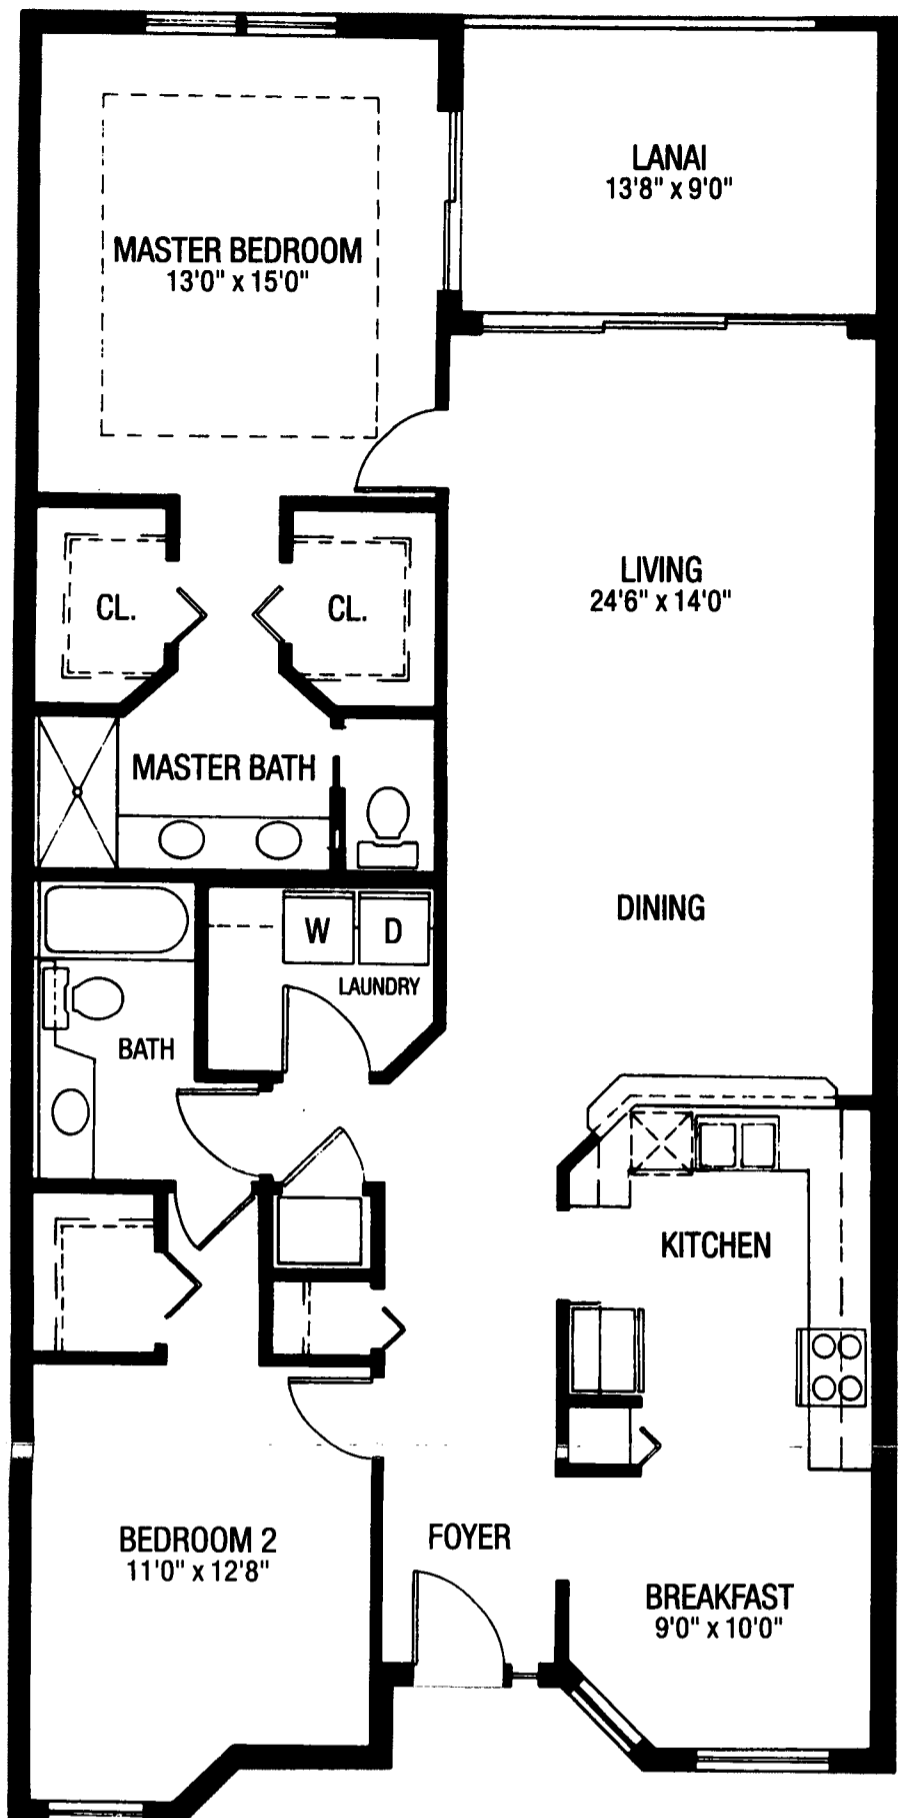 LANAI
13'8" x 9'0"
MASTER BEDROOM
13'0" x 15'0"
LIVING
24'6" x 14'0"
CL.
CL.
MASTER BATH
DINING
W
D
LAUNDRY
BATH
KITCHEN
BEDROOM 2
11'0" x 12'8"
FOYER
BREAKFAST
9'0" x 10'0"